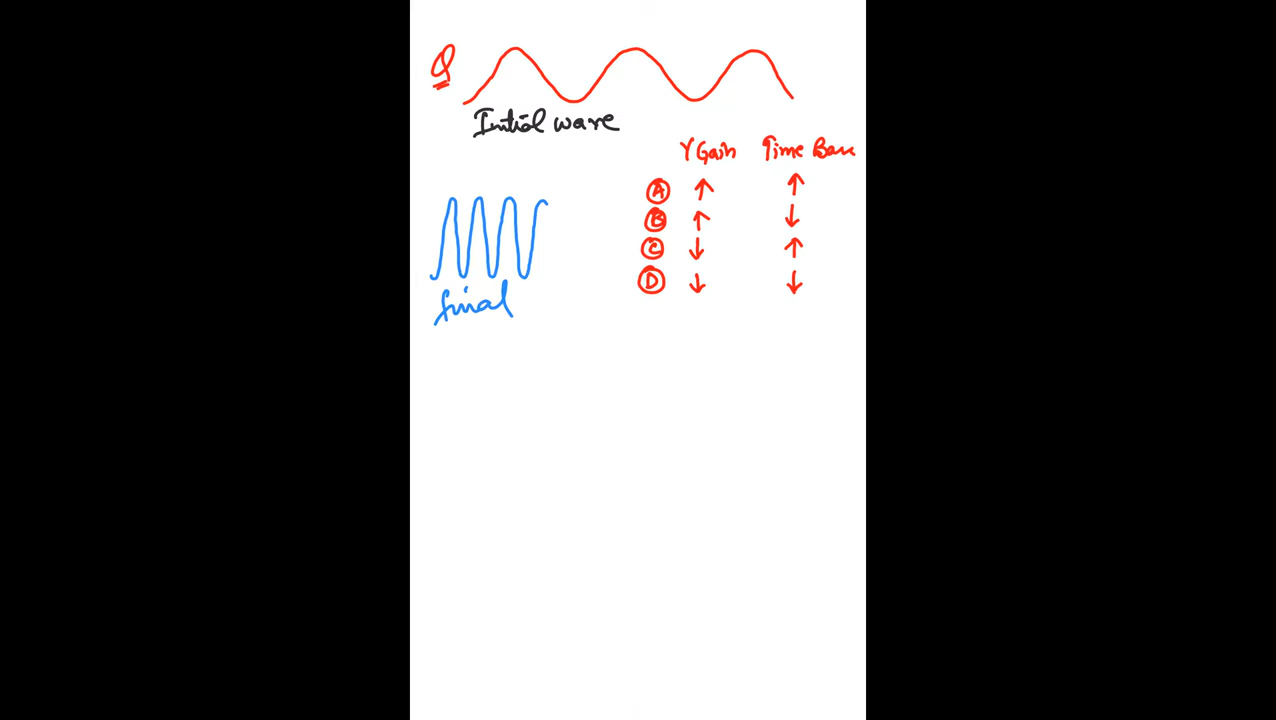 Q
Initial wave
Y Gain Time Base
A ↑ ↑
B ↑ ↓
C ↓ ↑
D ↓ ↓
final